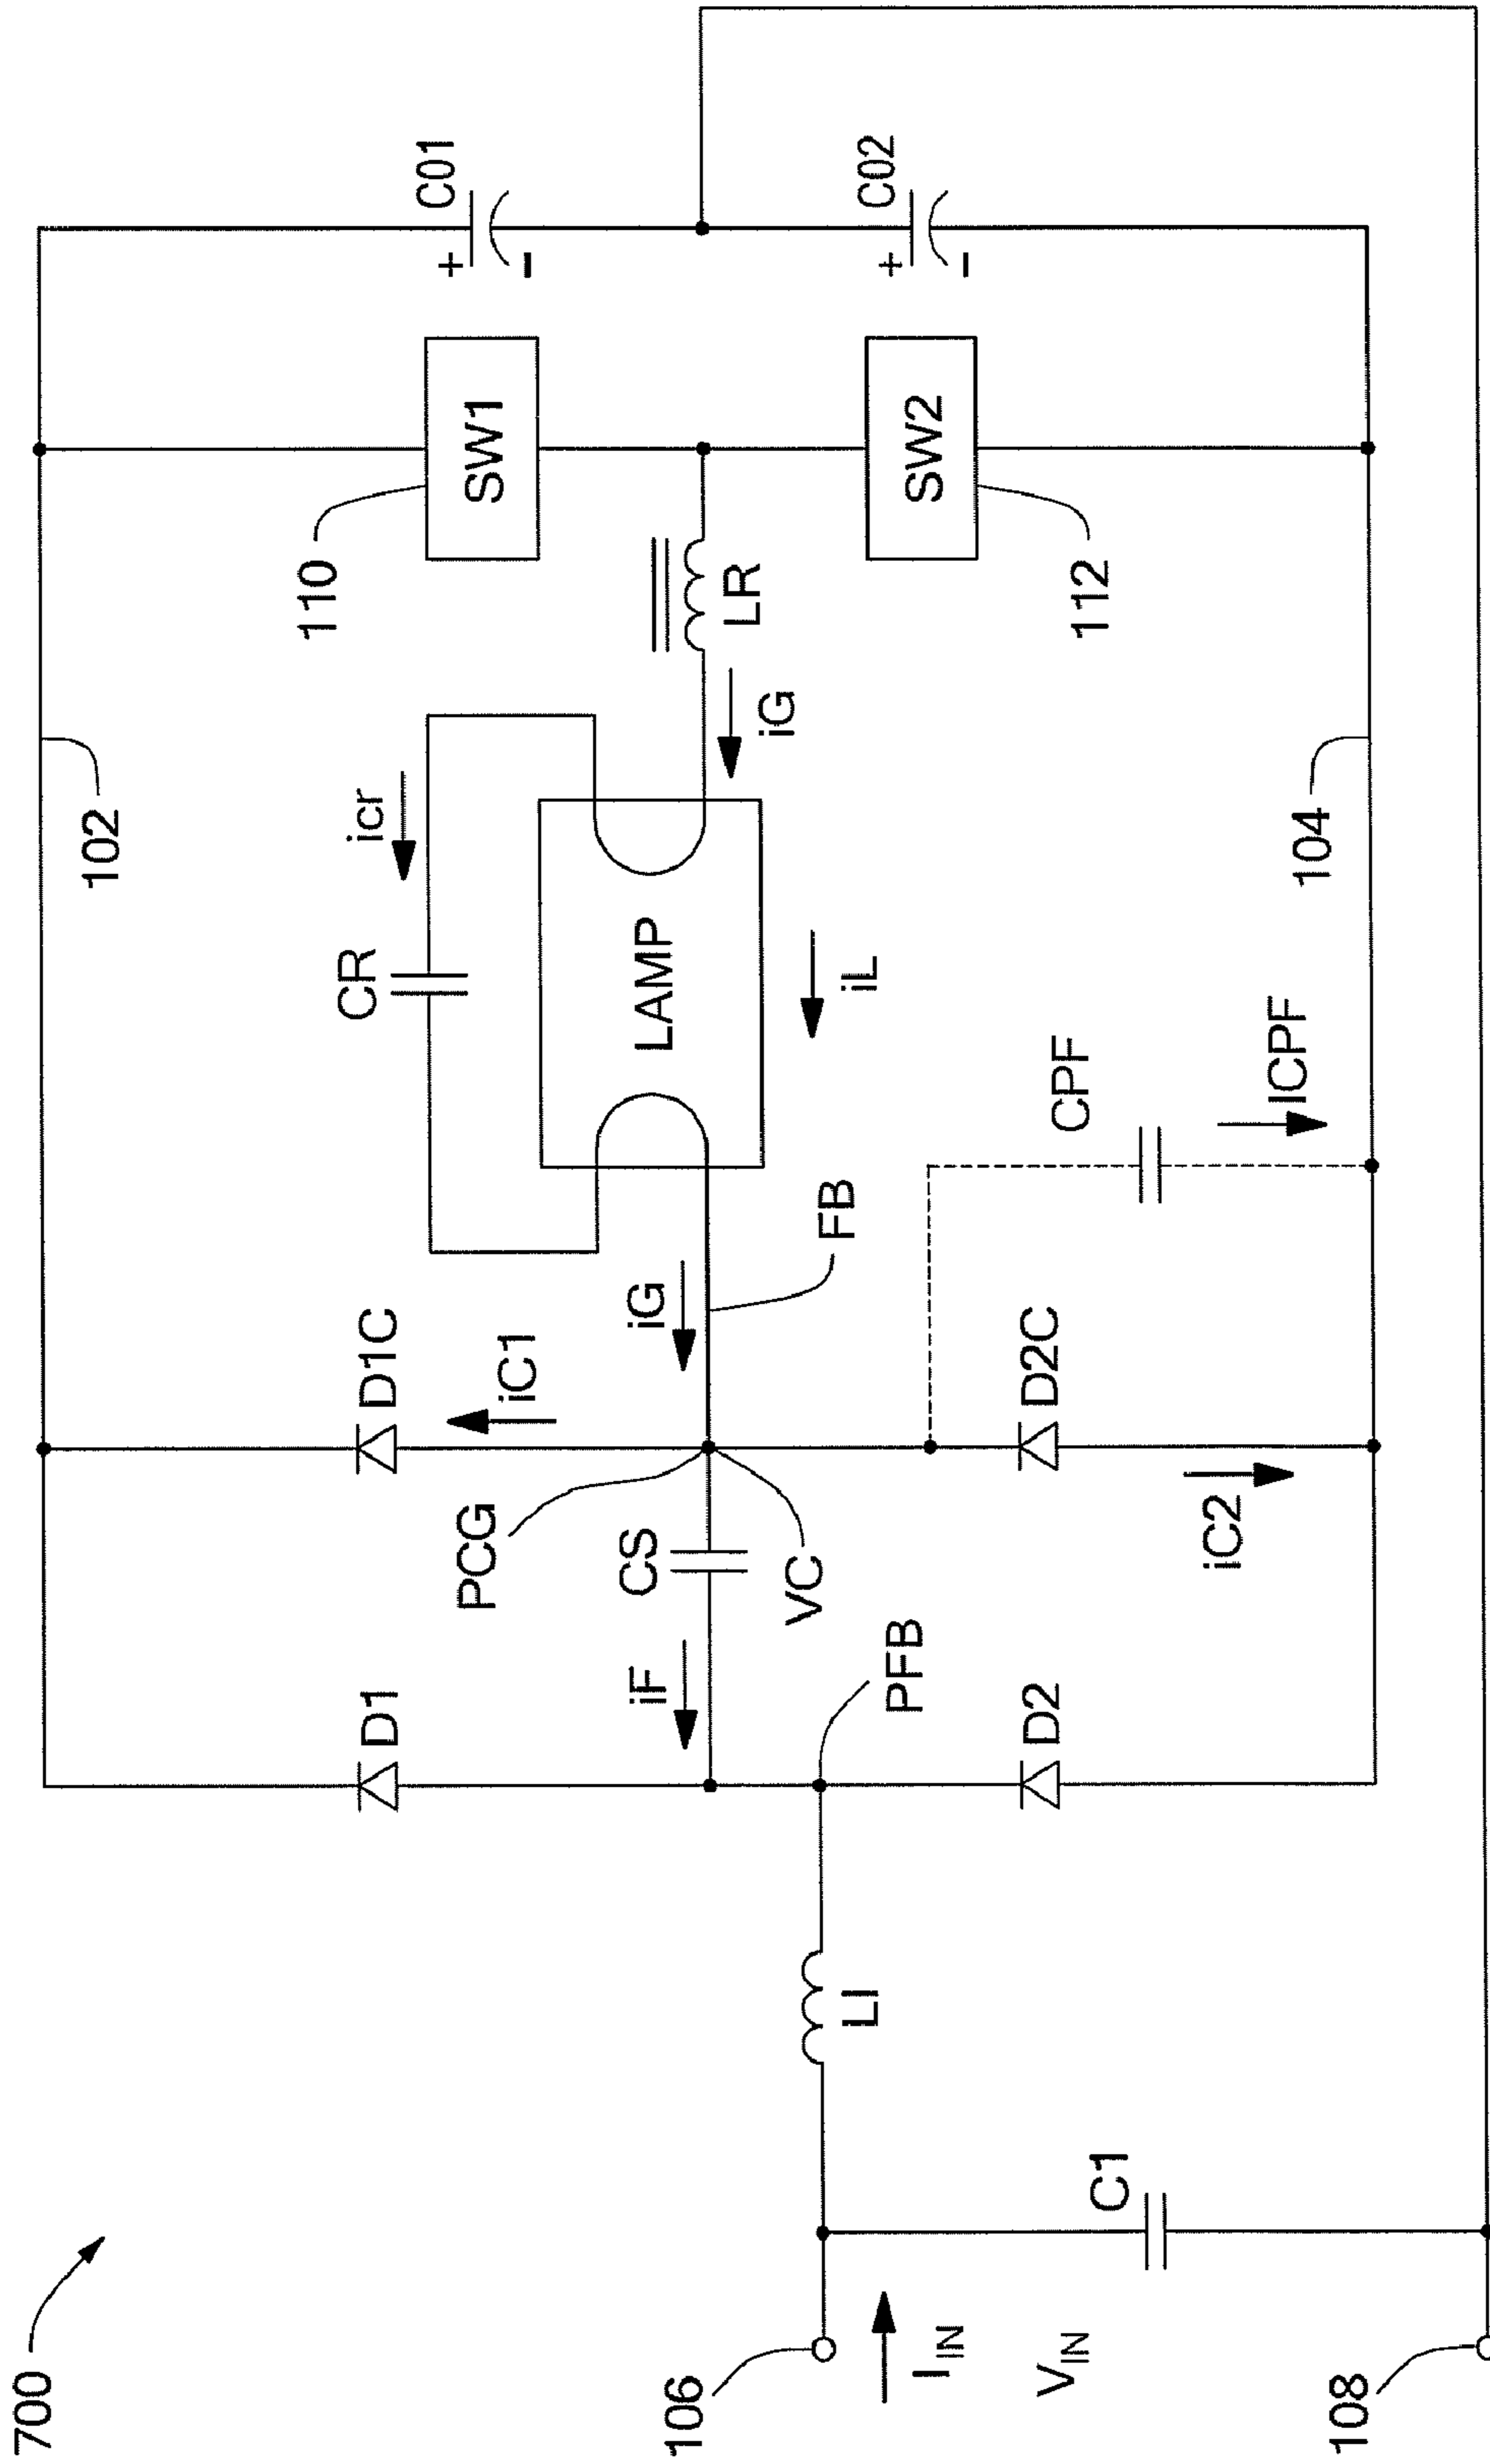 700
102
110
C01
+
-
SW1
C02
+
-
SW2
112
LR
iG
icr
CR
LAMP
iL
104
CPF
ICPF
FB
iG
D1C
iC1
D2C
iC2
PCG
CS
VC
iF
PFB
D1
D2
LI
C1
106
I_IN
V_IN
108